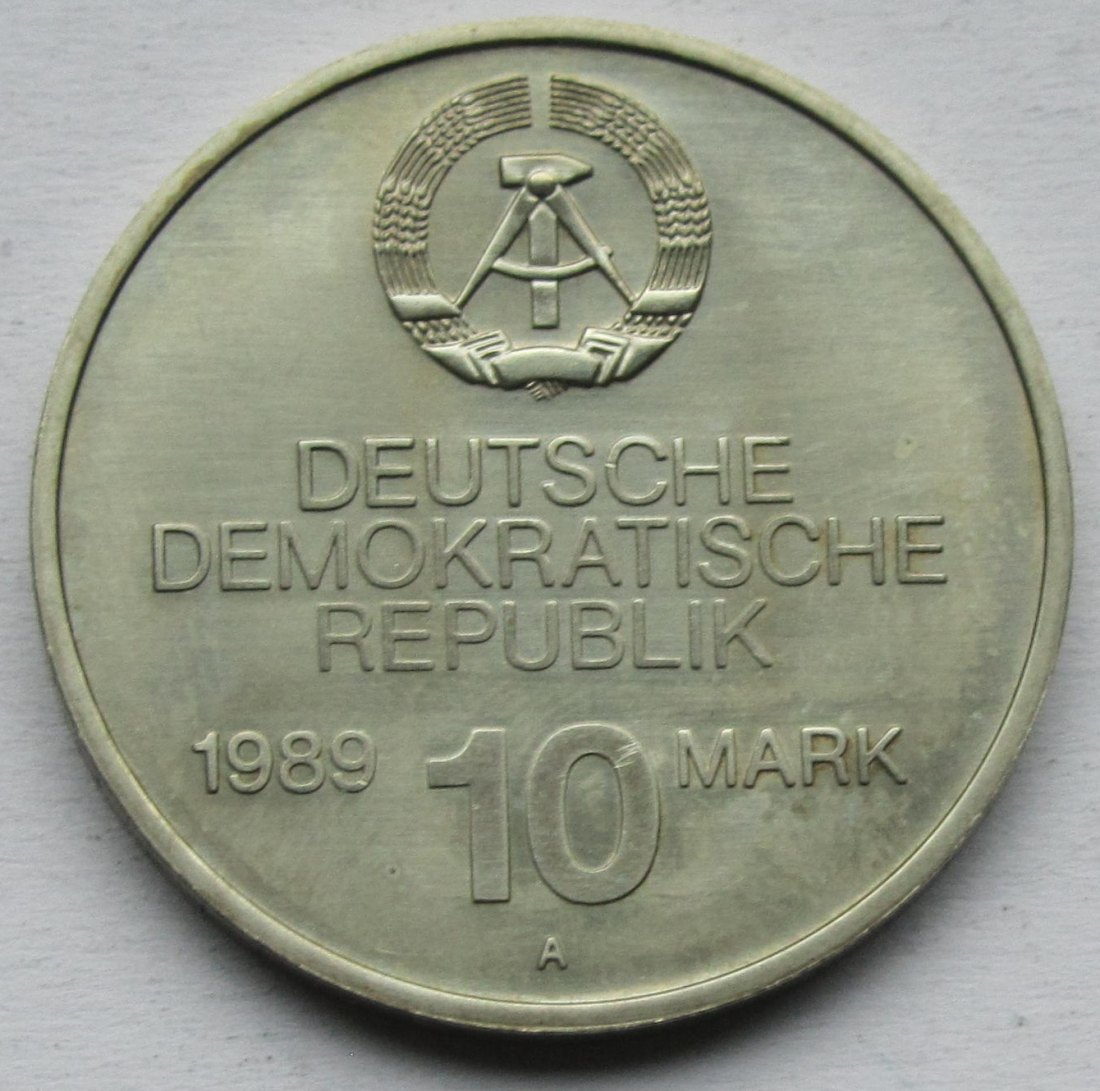 DEUTSCHE
DEMOKRATISCHE
REPUBLIK
1989 10 MARK
A